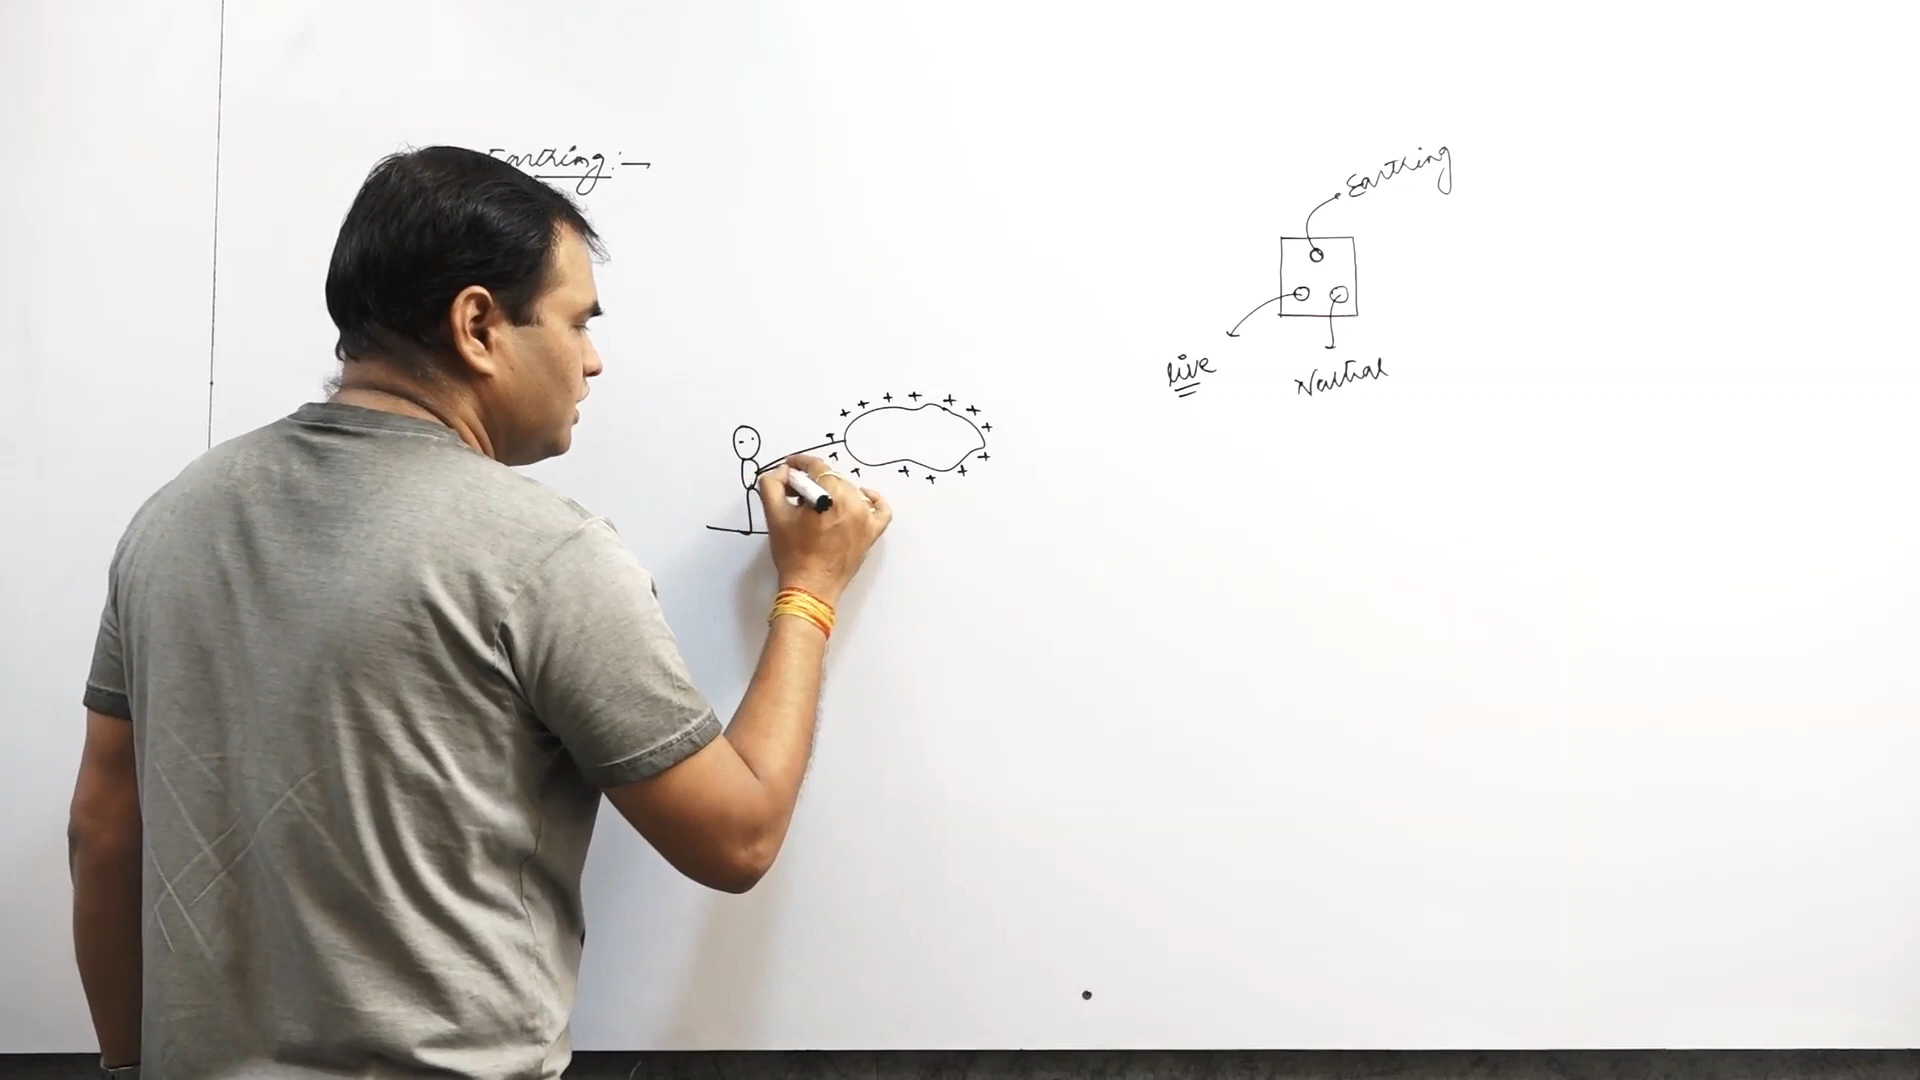 Earthing:—
Earthing
live
Neutral
+ + + + + + + + + + + + + + +